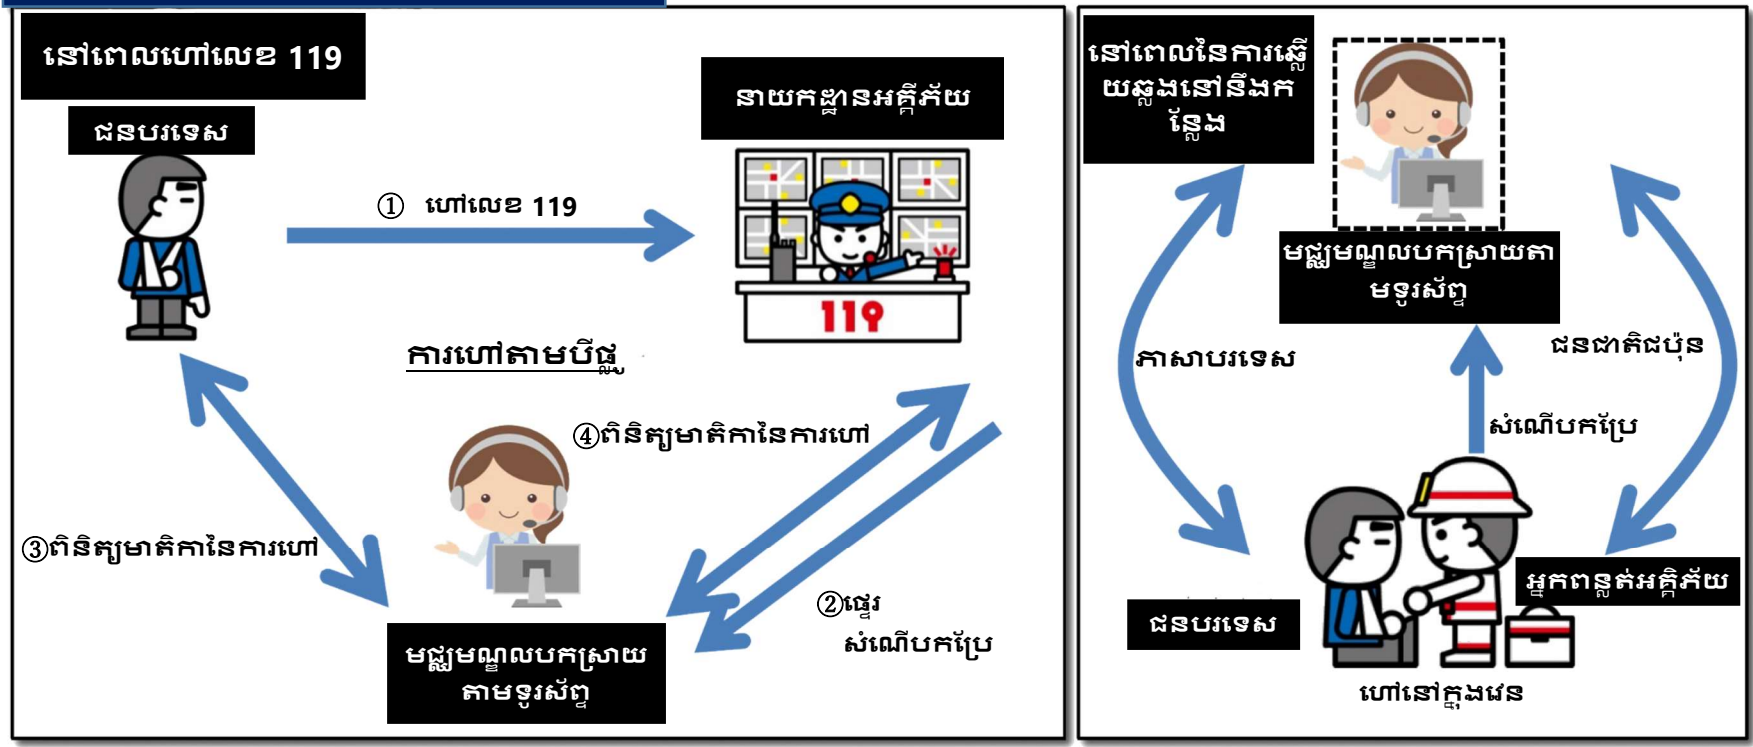 នៅពេលហៅលេខ 119
ជនបរទេស
នាយកដ្ឋានអគ្គីភ័យ
① ហៅលេខ 119
119
ការហៅតាមបីផ្លូ
④ពិនិត្យមាតិកានៃការហៅ
③ពិនិត្យមាតិកានៃការហៅ
②ផ្ទេរ
សំណើបកប្រែ
មជ្ឈមណ្ឌលបកស្រាយ
តាមទូរស័ព្ទ
នៅពេលនៃការឆ្លើ
យឆ្លងនៅនឹងក
ន្លែង
មជ្ឈមណ្ឌលបកស្រាយតា
មទូរស័ព្ទ
ភាសាបរទេស
ជនជាតិជប៉ុន
សំណើបកប្រែ
អ្នកពន្លត់អគ្គិភ័យ
ជនបរទេស
ហៅនៅក្នុងវេន